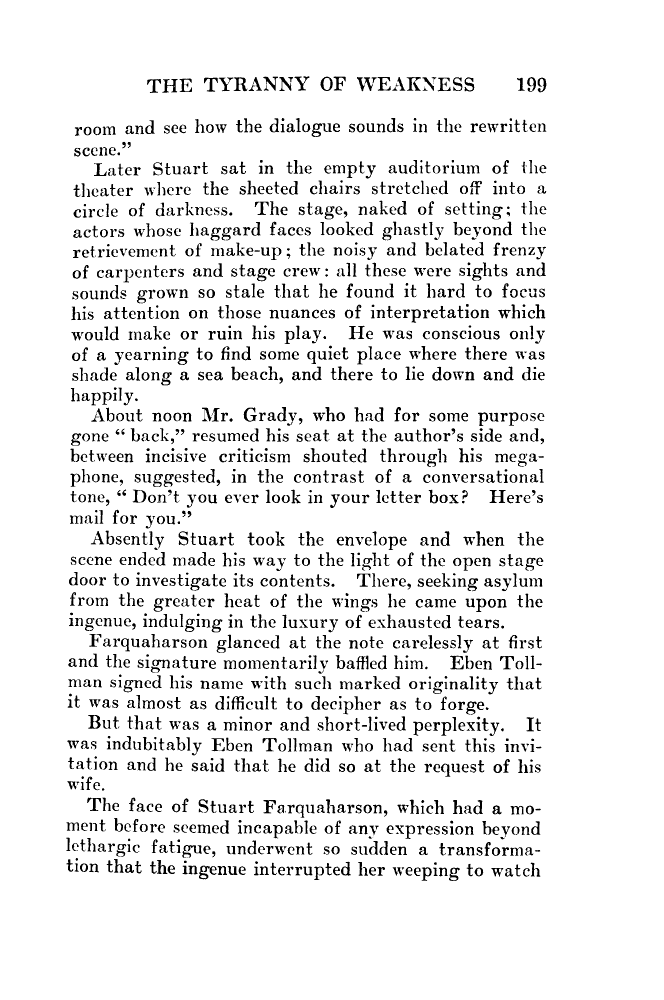 THE TYRANNY OF WEAKNESS 199
room and see how the dialogue sounds in the rewritten
scene.”
Later Stuart sat in the empty auditorium of the
theater where the sheeted chairs stretched off into a
circle of darkness. The stage, naked of setting; the
actors whose haggard faces looked ghastly beyond the
retrievement of make-up; the noisy and belated frenzy
of carpenters and stage crew: all these were sights and
sounds grown so stale that he found it hard to focus
his attention on those nuances of interpretation which
would make or ruin his play. He was conscious only
of a yearning to find some quiet place where there was
shade along a sea beach, and there to lie down and die
happily.
About noon Mr. Grady, who had for some purpose
gone “ back,” resumed his seat at the author’s side and,
between incisive criticism shouted through his mega-
phone, suggested, in the contrast of a conversational
tone, “ Don’t you ever look in your letter box? Here’s
mail for you.”
Absently Stuart took the envelope and when the
scene ended made his way to the light of the open stage
door to investigate its contents. There, seeking asylum
from the greater heat of the wings he came upon the
ingenue, indulging in the luxury of exhausted tears.
Farquaharson glanced at the note carelessly at first
and the signature momentarily baffled him. Eben Toll-
man signed his name with such marked originality that
it was almost as difficult to decipher as to forge.
But that was a minor and short-lived perplexity. It
was indubitably Eben Tollman who had sent this invi-
tation and he said that he did so at the request of his
wife.
The face of Stuart Farquaharson, which had a mo-
ment before seemed incapable of any expression beyond
lethargic fatigue, underwent so sudden a transforma-
tion that the ingenue interrupted her weeping to watch